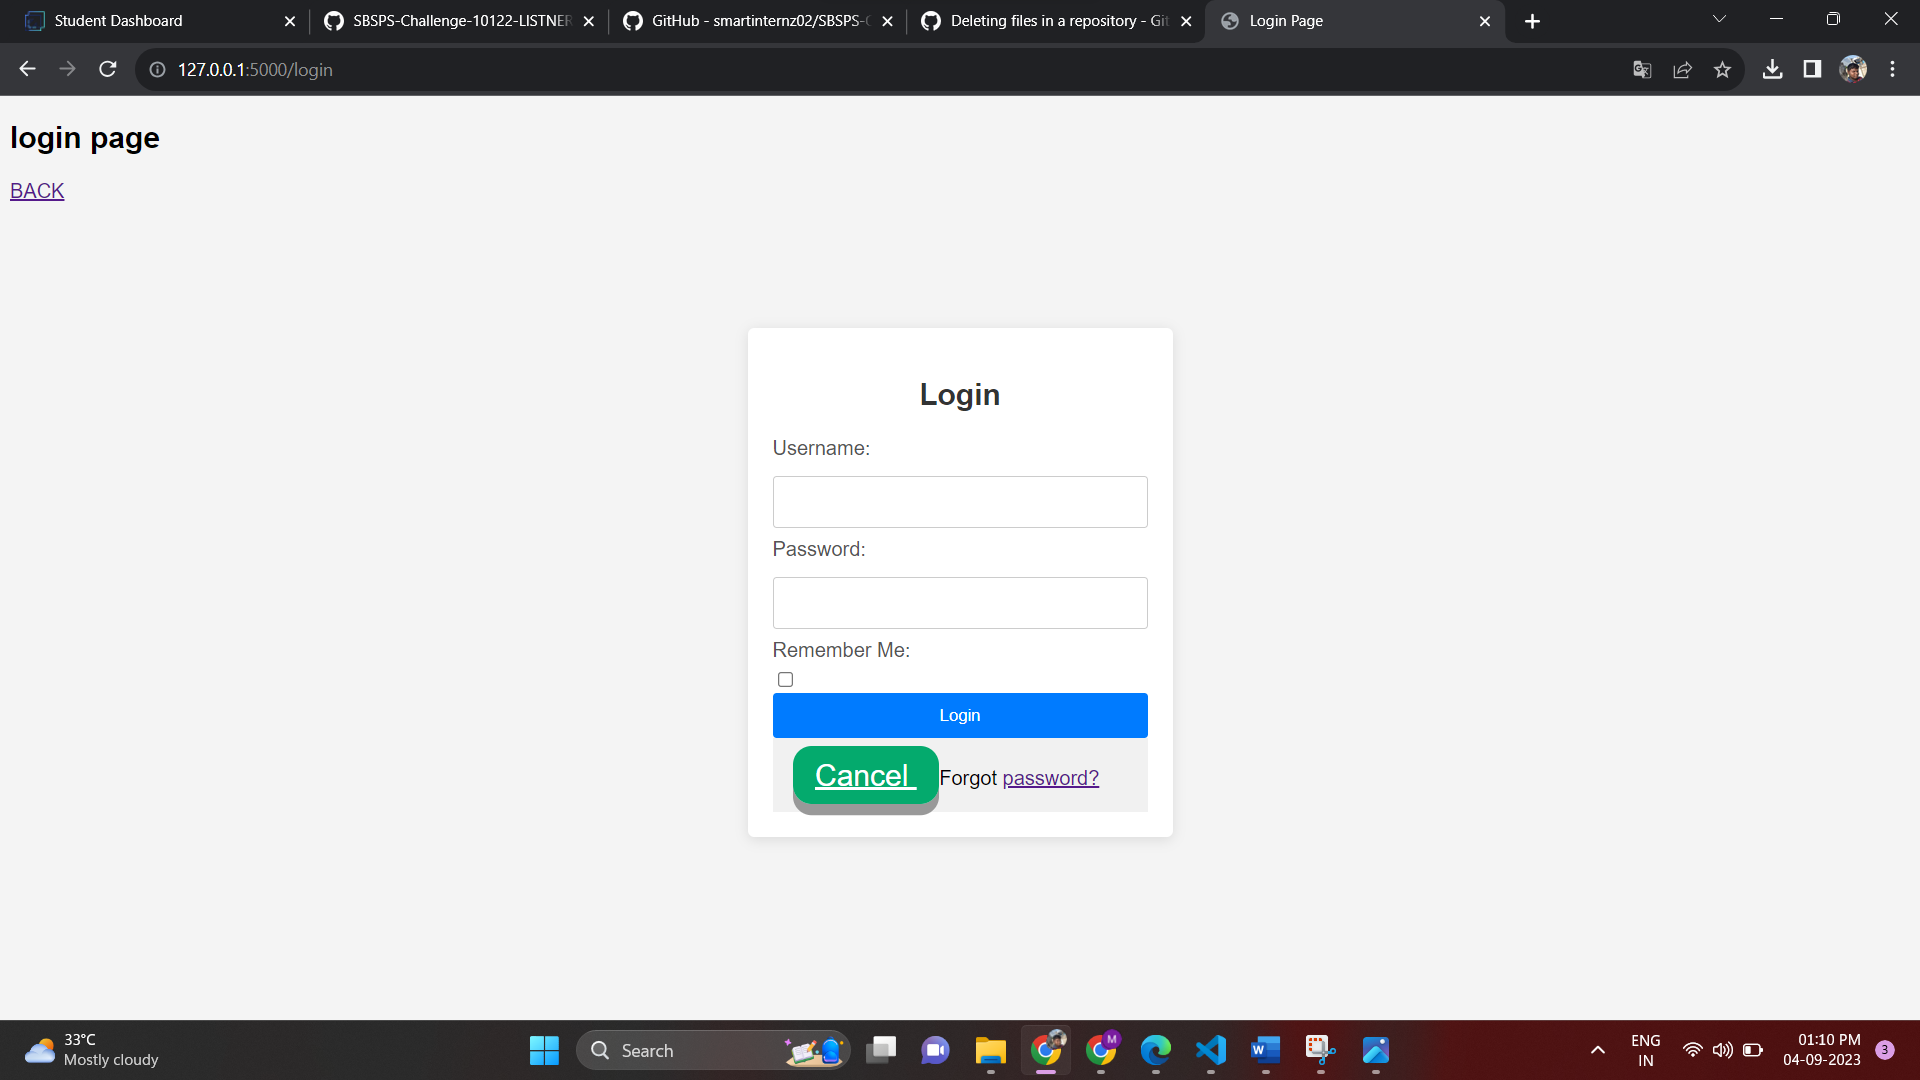 Student Dashboard
SBSPS-Challenge-10122-LISTNER
GitHub - smartinternz02/SBSPS-C
Deleting files in a repository - Git
Login Page
127.0.0.1:5000/login
login page
BACK
Login
Username:
Password:
Remember Me:
Login
Cancel Forgot password?
33°C
Mostly cloudy
Search
M
W
ENG
IN
01:10 PM
04-09-2023
3